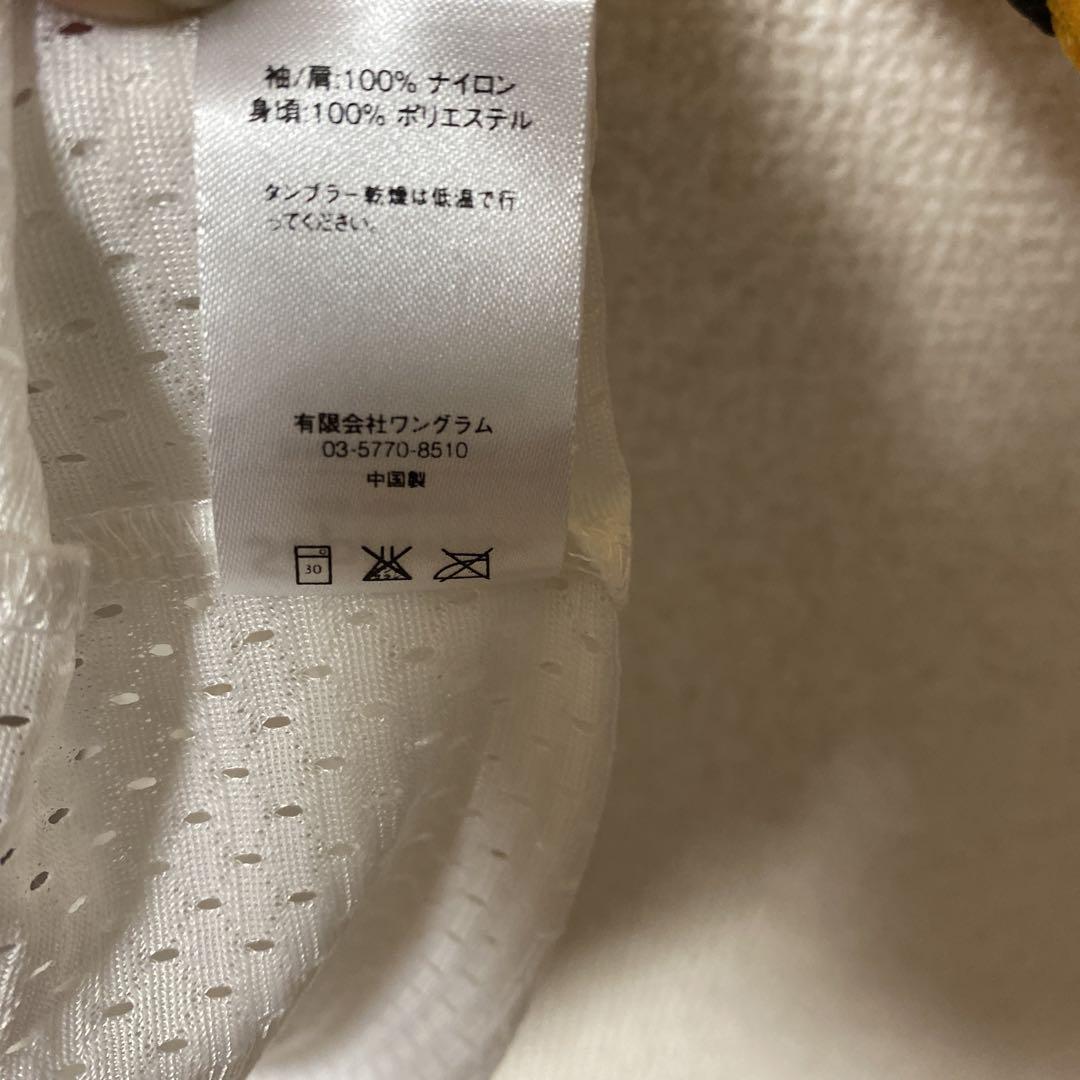 袖/肩:100% ナイロン
身頃:100% ポリエステル
タンブラー乾燥は低温で行
ってください。
有限会社ワングラム
03-5770-8510
中国製
30